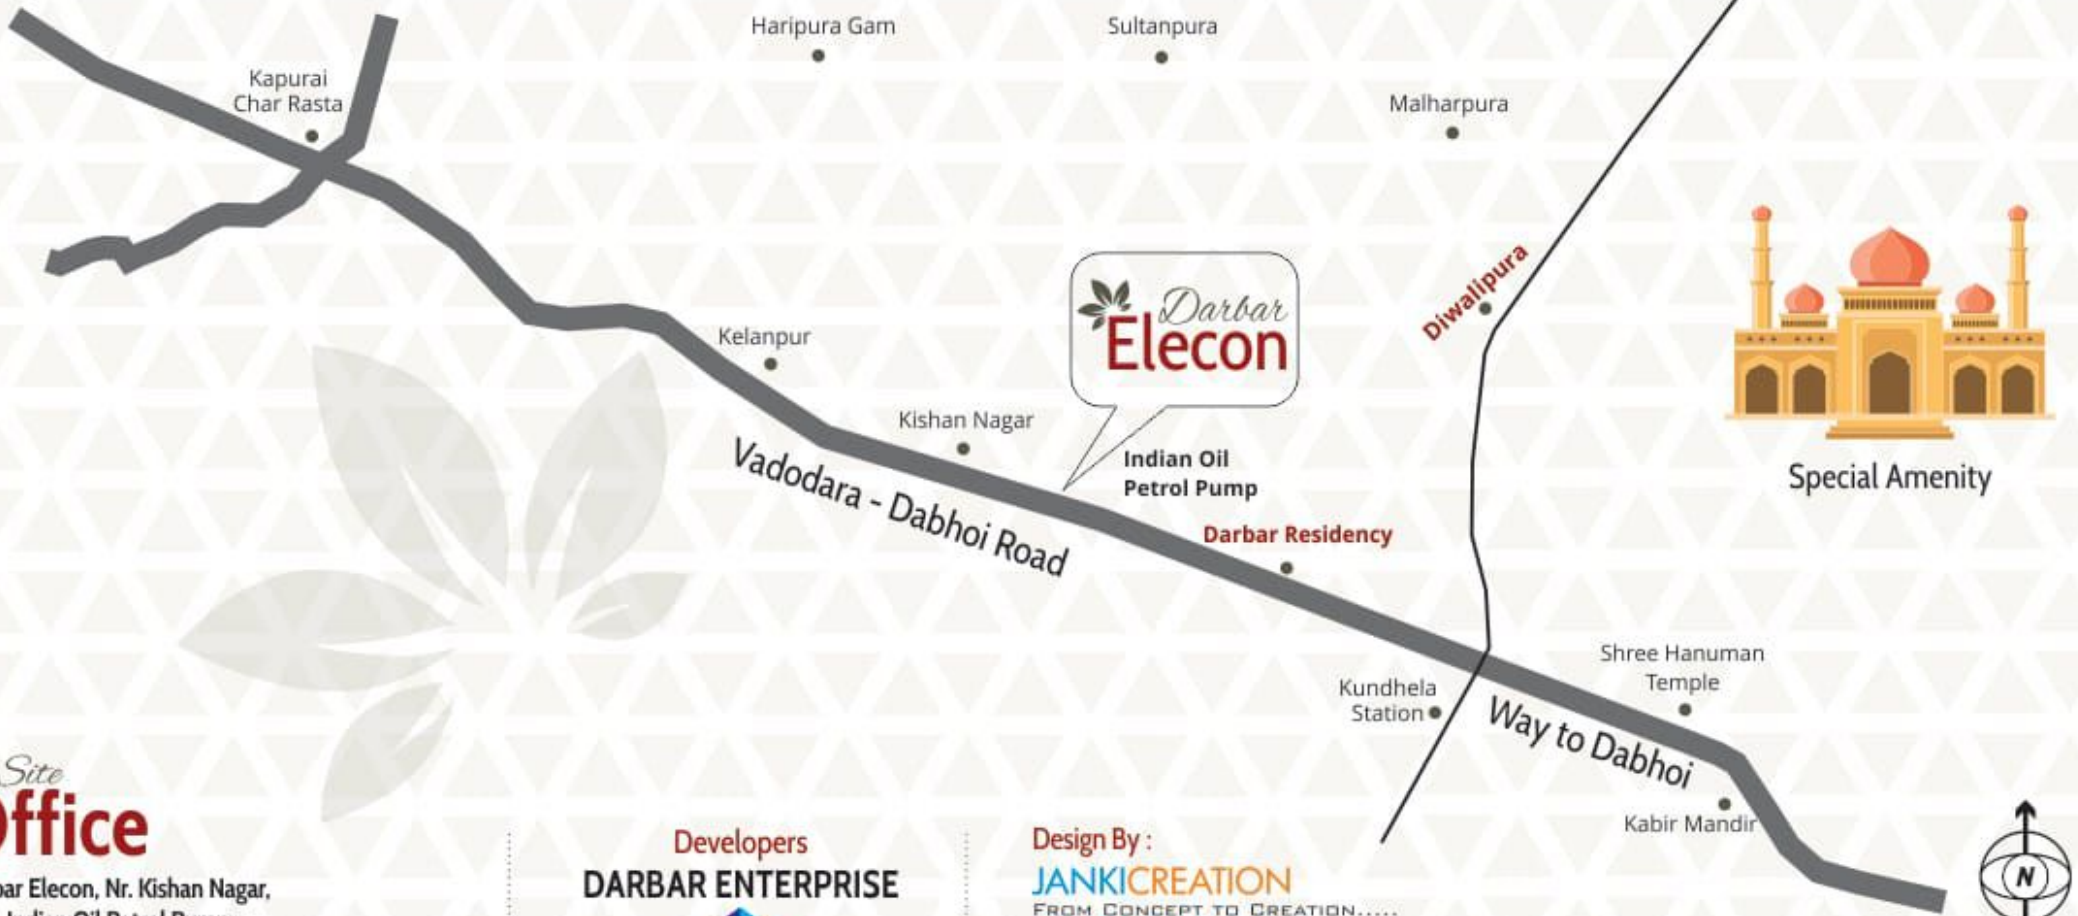 Haripura Gam
Sultanpura
Kapurai
Char Rasta
Malharpura
Diwalipura
Darbar
Elecon
Kelanpur
Kishan Nagar
Indian Oil
Petrol Pump
Special Amenity
Vadodara - Dabhoi Road
Darbar Residency
Shree Hanuman
Temple
Kundhela
Station
Way to Dabhoi
Kabir Mandir
N
Site
ffice
Elecon, Nr. Kishan Nagar,
Developers
DARBAR ENTERPRISE
Design By :
JANKICREATION
FROM CONCEPT TO CREATION.....